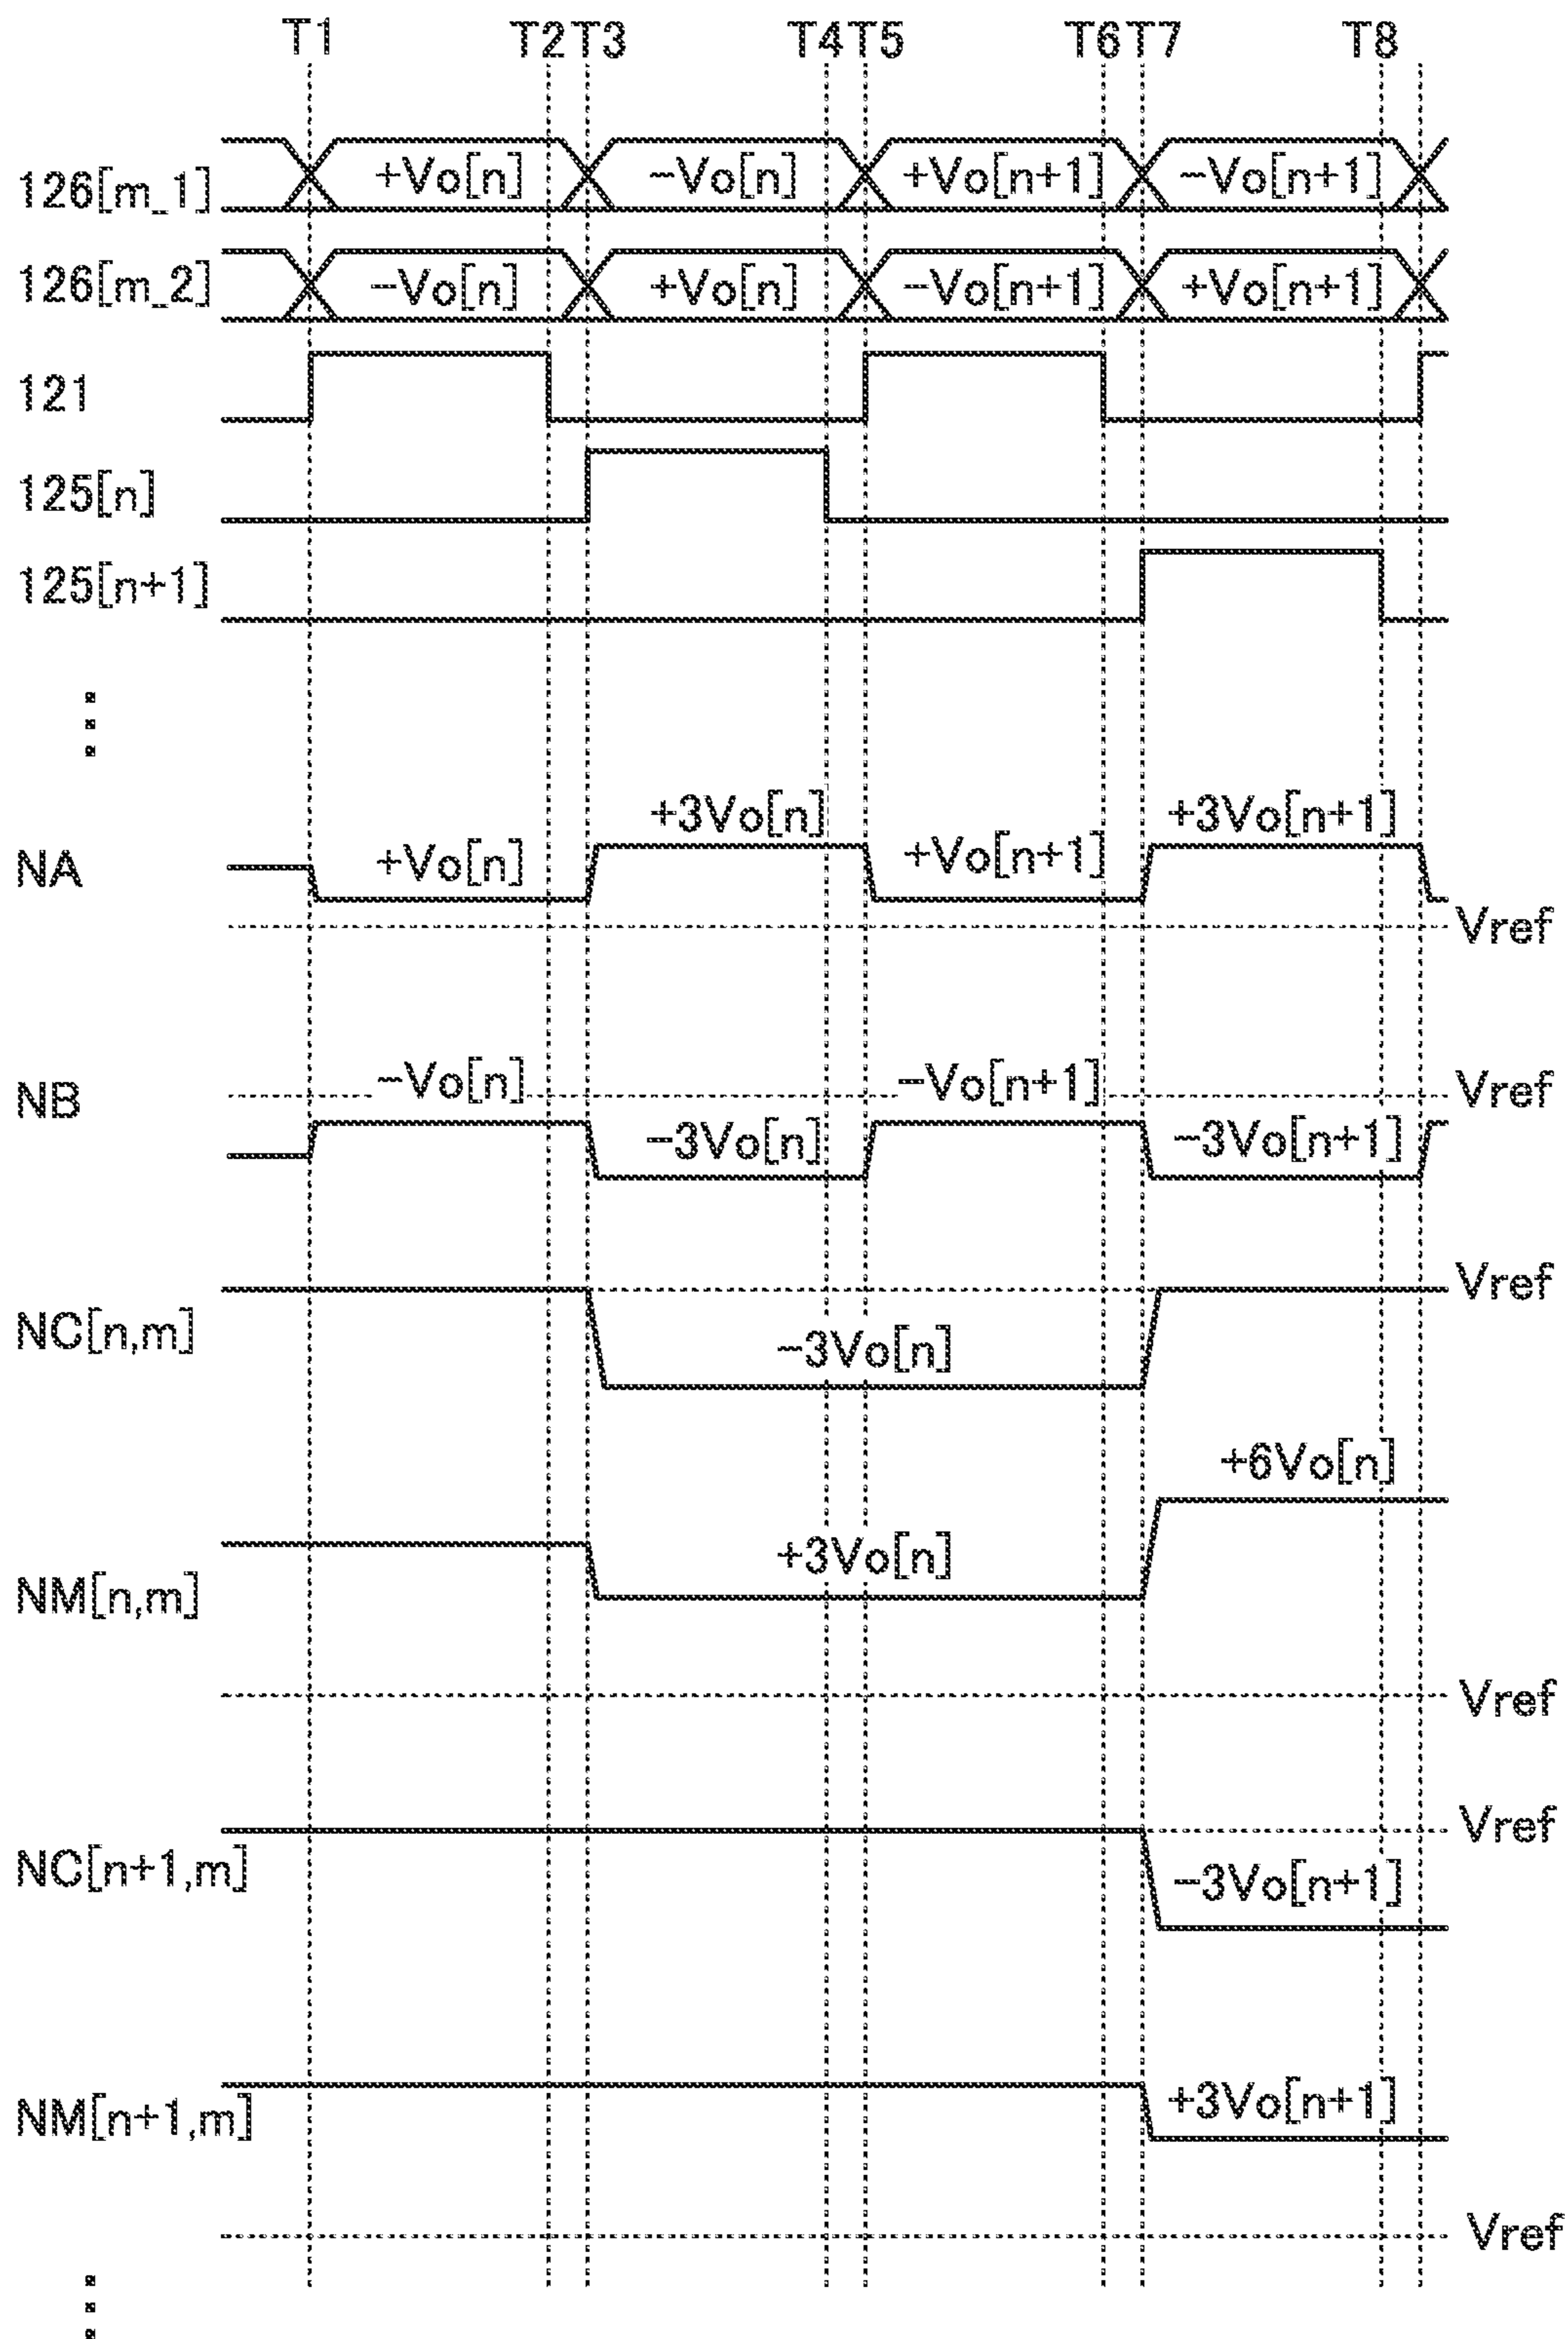 T1 T2 T3 T4 T5 T6 T7 T8
126[m_1] +Vo[n] −Vo[n] +Vo[n+1] −Vo[n+1]
126[m_2] −Vo[n] +Vo[n] −Vo[n+1] +Vo[n+1]
121
125[n]
125[n+1]
+3Vo[n] +3Vo[n+1]
NA +Vo[n] +Vo[n+1]
Vref
NB −Vo[n] −Vo[n+1] Vref
−3Vo[n] −3Vo[n+1]
Vref
NC[n,m] −3Vo[n]
+6Vo[n]
NM[n,m] +3Vo[n]
Vref
Vref
NC[n+1,m] −3Vo[n+1]
NM[n+1,m] +3Vo[n+1]
Vref